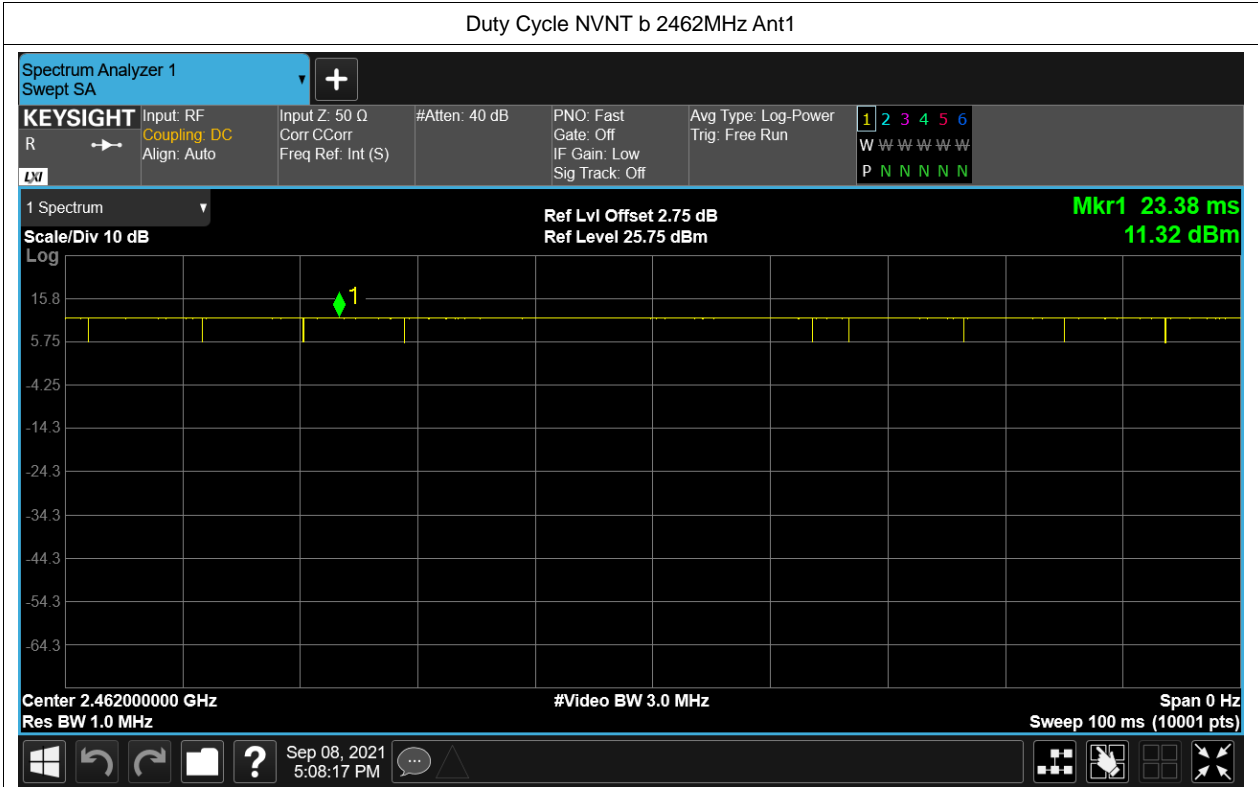 Duty Cycle NVNT b 2462MHz Ant1
Spectrum Analyzer 1
Swept SA
KEYSIGHT
R
LXI
Input: RF
Coupling: DC
Align: Auto
Input Z: 50 Ω
Corr CCorr
Freq Ref: Int (S)
#Atten: 40 dB
PNO: Fast
Gate: Off
IF Gain: Low
Sig Track: Off
Avg Type: Log-Power
Trig: Free Run
1 2 3 4 5 6
W W W W W W
P N N N N N
1 Spectrum
Scale/Div 10 dB
Ref Lvl Offset 2.75 dB
Ref Level 25.75 dBm
Mkr1 23.38 ms
11.32 dBm
Log
1
15.8
5.75
-4.25
-14.3
-24.3
-34.3
-44.3
-54.3
-64.3
Center 2.462000000 GHz
Res BW 1.0 MHz
#Video BW 3.0 MHz
Span 0 Hz
Sweep 100 ms (10001 pts)
?
Sep 08, 2021
5:08:17 PM